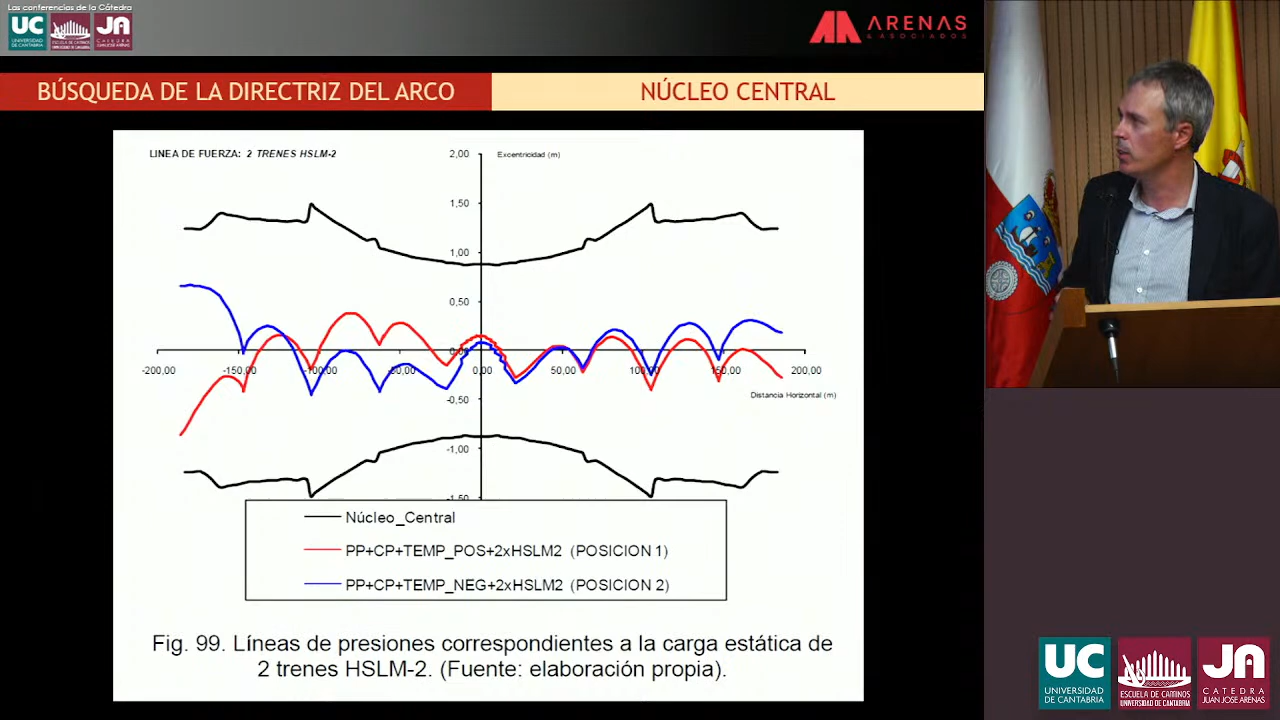 Las conferencias de la Cátedra
UC
UNIVERSIDAD
DE CANTABRIA
ESCUELA DE CAMINOS
UNIVERSIDAD DE CANTABRIA
JA
CÁTEDRA
JUAN JOSÉ ARENAS
ARENAS
& ASOCIADOS
BÚSQUEDA DE LA DIRECTRIZ DEL ARCO
NÚCLEO CENTRAL
LINEA DE FUERZA: 2 TRENES HSLM-2
Excentricidad (m)
2,00
1,50
1,00
0,50
0,00
-0,50
-1,00
-1,50
-200,00 -150,00 -100,00 -50,00 0,00 50,00 100,00 150,00 200,00
Distancia Horizontal (m)
Núcleo_Central
PP+CP+TEMP_POS+2xHSLM2 (POSICION 1)
PP+CP+TEMP_NEG+2xHSLM2 (POSICION 2)
Fig. 99. Líneas de presiones correspondientes a la carga estática de
2 trenes HSLM-2. (Fuente: elaboración propia).
UC
UNIVERSIDAD
DE CANTABRIA
ESCUELA DE CAMINOS
UNIVERSIDAD DE CANTABRIA
JA
CÁTEDRA
JUAN JOSÉ ARENAS